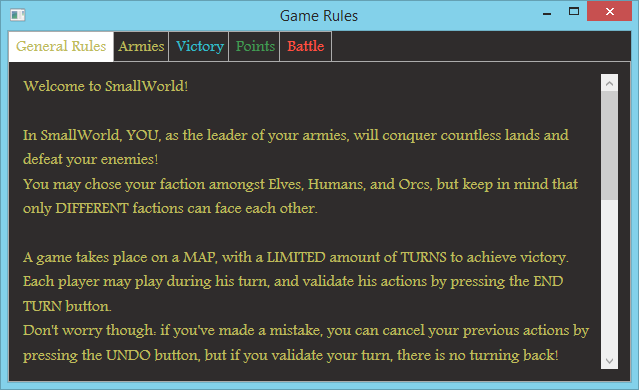 Game Rules
General Rules Armies Victory Points Battle
Welcome to SmallWorld!
In SmallWorld, YOU, as the leader of your armies, will conquer countless lands and
defeat your enemies!
You may chose your faction amongst Elves, Humans, and Orcs, but keep in mind that
only DIFFERENT factions can face each other.
A game takes place on a MAP, with a LIMITED amount of TURNS to achieve victory.
Each player may play during his turn, and validate his actions by pressing the END
TURN button.
Don't worry though: if you've made a mistake, you can cancel your previous actions by
pressing the UNDO button, but if you validate your turn, there is no turning back!